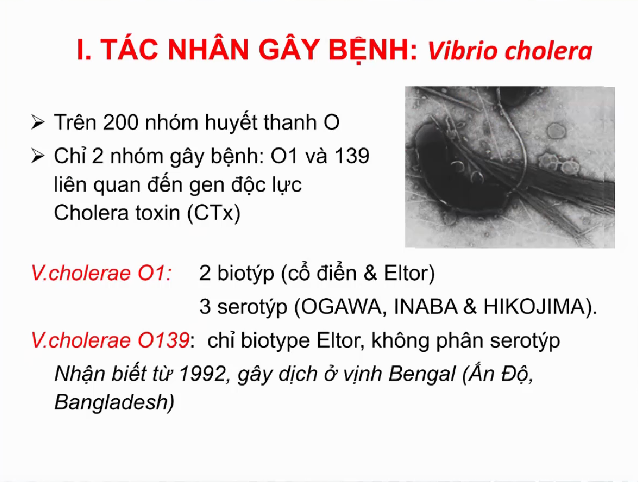 I. TÁC NHÂN GÂY BỆNH: Vibrio cholera
➢ Trên 200 nhóm huyết thanh O
➢ Chỉ 2 nhóm gây bệnh: O1 và 139
liên quan đến gen độc lực
Cholera toxin (CTx)
V.cholerae O1: 2 biotýp (cổ điển & Eltor)
3 serotýp (OGAWA, INABA & HIKOJIMA).
V.cholerae O139: chỉ biotype Eltor, không phân serotýp
Nhận biết từ 1992, gây dịch ở vịnh Bengal (Ấn Độ,
Bangladesh)